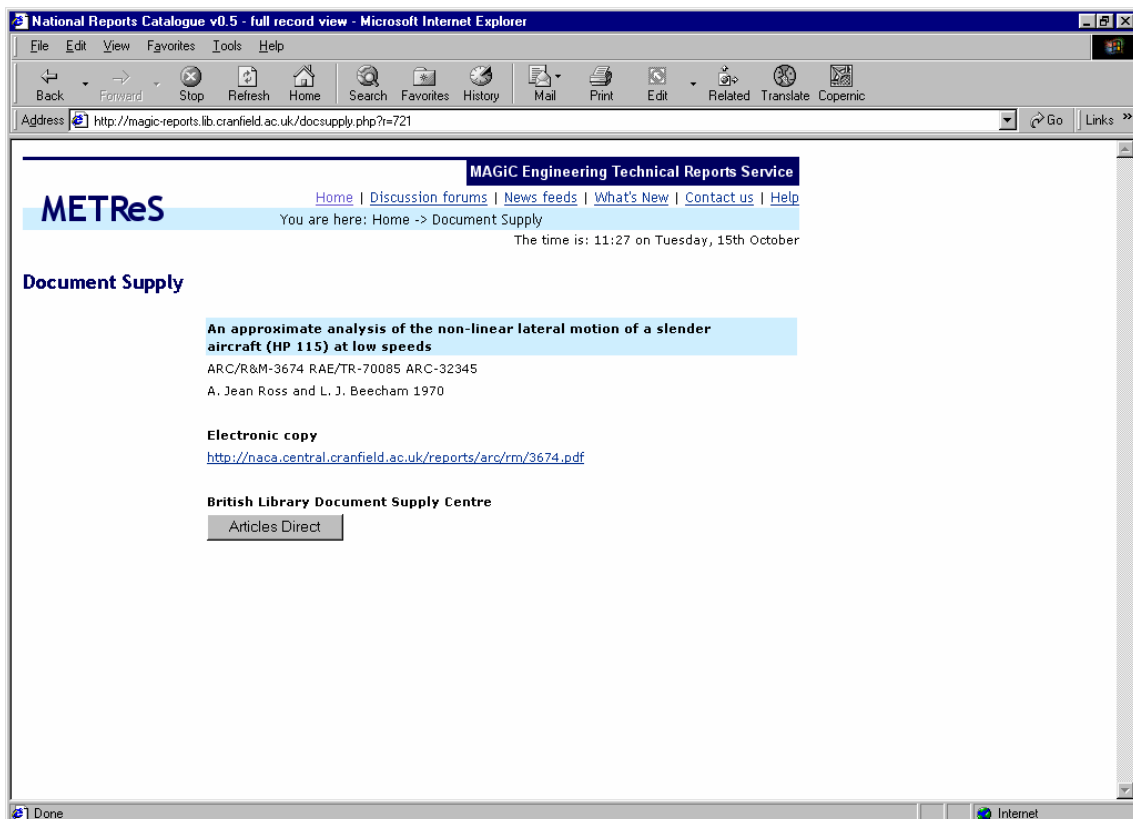 National Reports Catalogue v0.5 - full record view - Microsoft Internet Explorer
File Edit View Favorites Tools Help
Back Forward Stop Refresh Home Search Favorites History Mail Print Edit Related Translate Copernic
Address http://magic-reports.lib.cranfield.ac.uk/docsupply.php?r=721 Go Links »
MAGiC Engineering Technical Reports Service
METReS
Home | Discussion forums | News feeds | What's New | Contact us | Help
You are here: Home -> Document Supply
The time is: 11:27 on Tuesday, 15th October
Document Supply
An approximate analysis of the non-linear lateral motion of a slender
aircraft (HP 115) at low speeds
ARC/R&M-3674 RAE/TR-70085 ARC-32345
A. Jean Ross and L. J. Beecham 1970
Electronic copy
http://naca.central.cranfield.ac.uk/reports/arc/rm/3674.pdf
British Library Document Supply Centre
Articles Direct
Done Internet